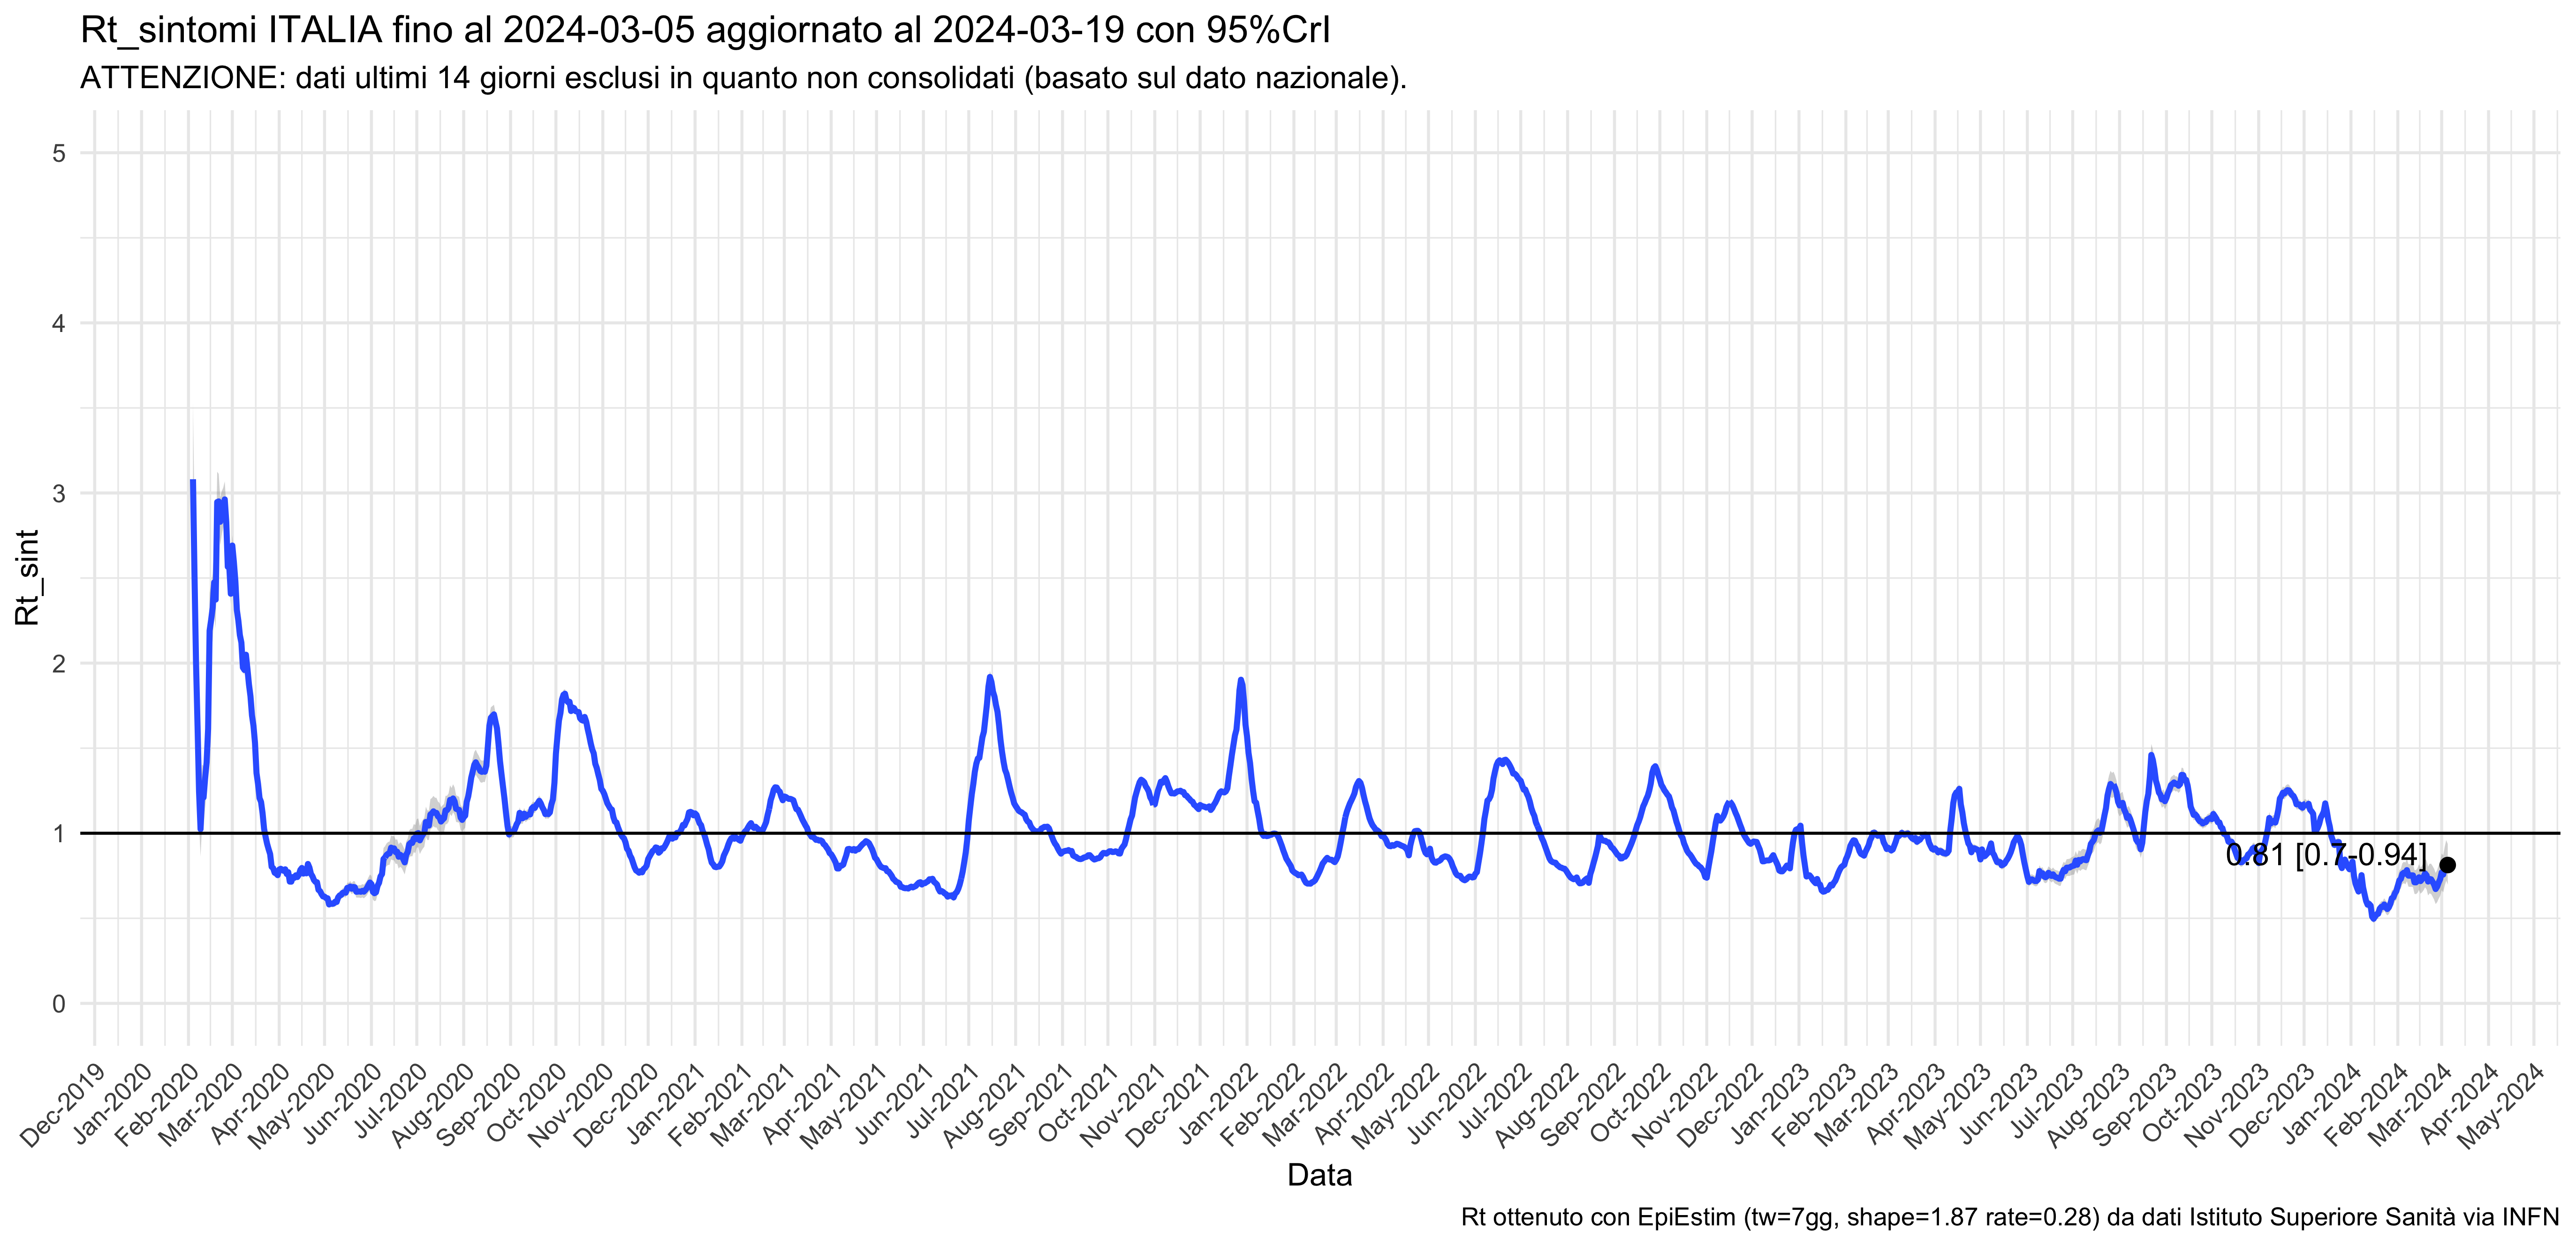 Rt_sintomi ITALIA fino al 2024-03-05 aggiornato al 2024-03-19 con 95%CrI
ATTENZIONE: dati ultimi 14 giorni esclusi in quanto non consolidati (basato sul dato nazionale).
5
4
3
2
1
0
Rt_sint
0.81 [0.7-0.94]
Dec-2019
Jan-2020
Feb-2020
Mar-2020
Apr-2020
May-2020
Jun-2020
Jul-2020
Aug-2020
Sep-2020
Oct-2020
Nov-2020
Dec-2020
Jan-2021
Feb-2021
Mar-2021
Apr-2021
May-2021
Jun-2021
Jul-2021
Aug-2021
Sep-2021
Oct-2021
Nov-2021
Dec-2021
Jan-2022
Feb-2022
Mar-2022
Apr-2022
May-2022
Jun-2022
Jul-2022
Aug-2022
Sep-2022
Oct-2022
Nov-2022
Dec-2022
Jan-2023
Feb-2023
Mar-2023
Apr-2023
May-2023
Jun-2023
Jul-2023
Aug-2023
Sep-2023
Oct-2023
Nov-2023
Dec-2023
Jan-2024
Feb-2024
Mar-2024
Apr-2024
May-2024
Data
Rt ottenuto con EpiEstim (tw=7gg, shape=1.87 rate=0.28) da dati Istituto Superiore Sanità via INFN